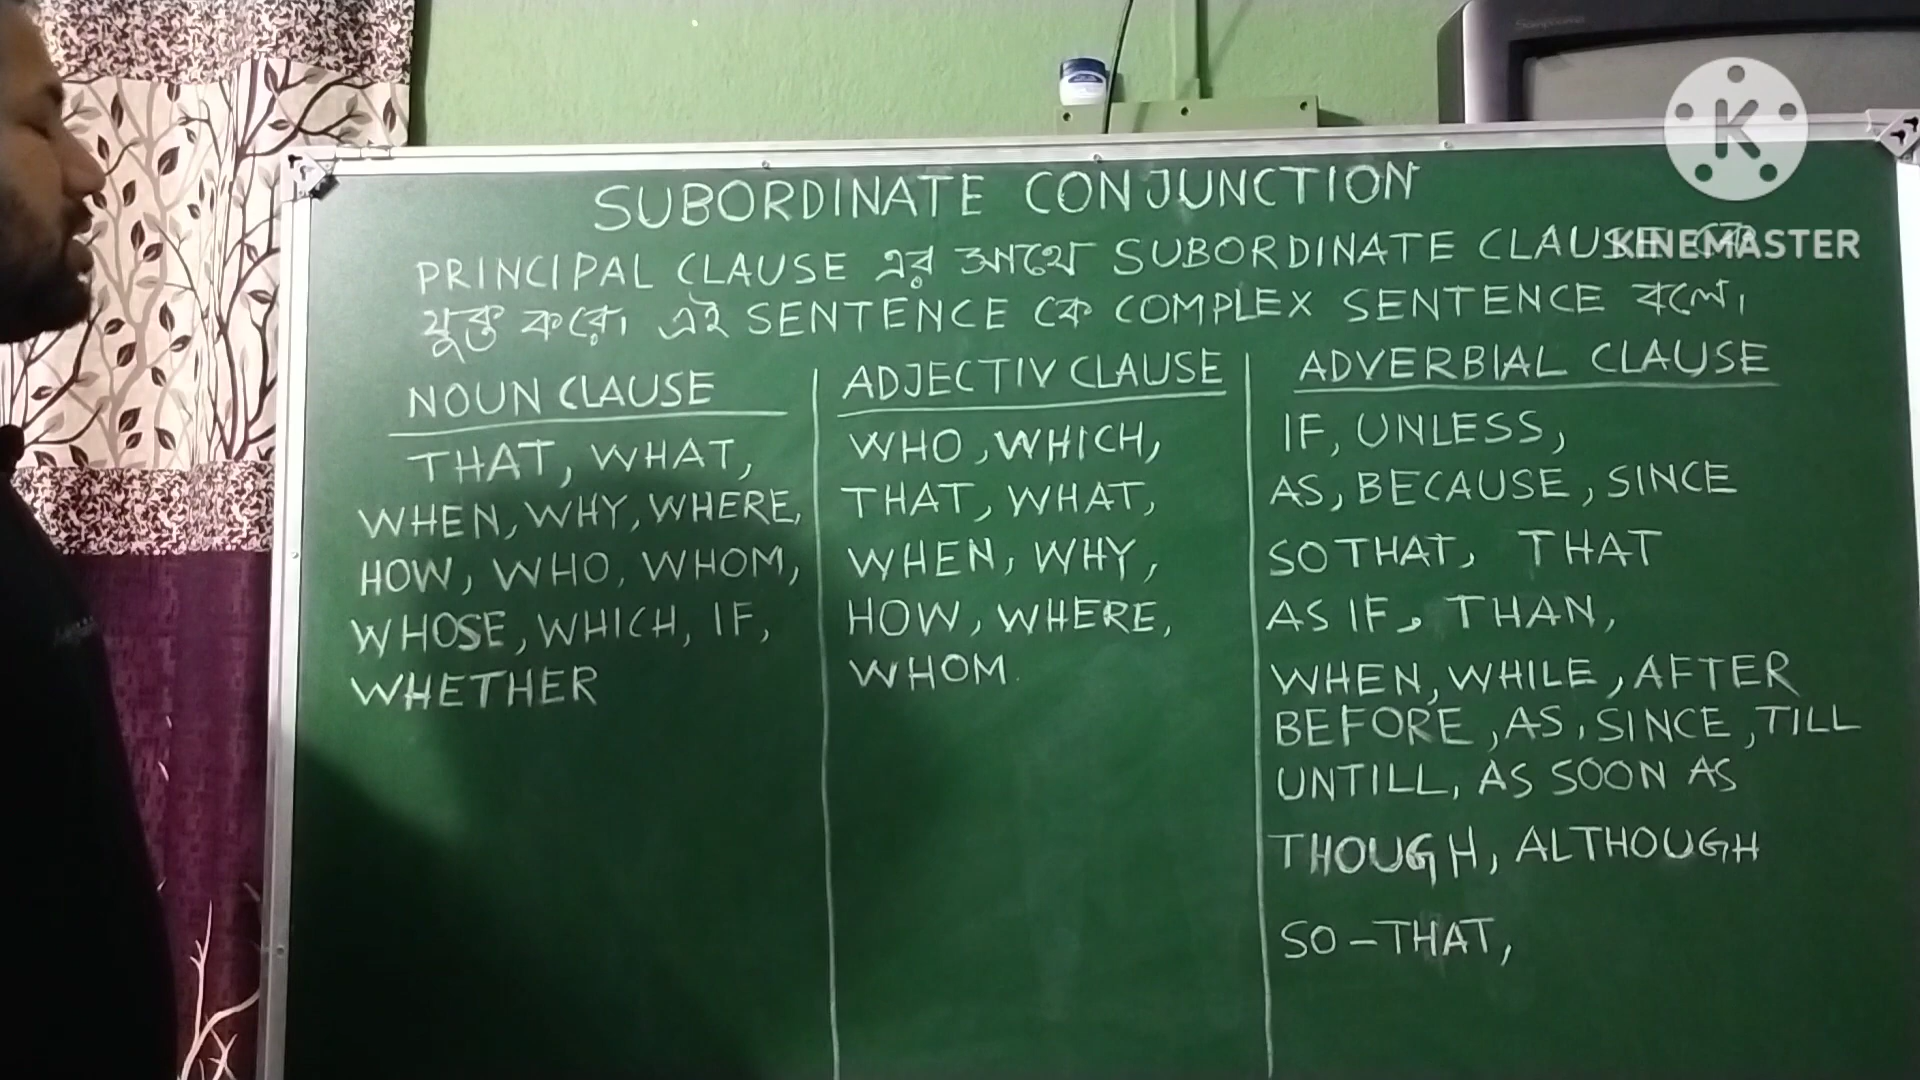 SUBORDINATE CONJUNCTION
PRINCIPAL CLAUSE এর সাথে SUBORDINATE CLAUSE কে
যুক্ত করে। এই SENTENCE কে COMPLEX SENTENCE বলে।
NOUN CLAUSE
THAT, WHAT,
WHEN, WHY, WHERE,
HOW, WHO, WHOM,
WHOSE, WHICH, IF,
WHETHER
ADJECTIV CLAUSE
WHO, WHICH,
THAT, WHAT,
WHEN, WHY,
HOW, WHERE,
WHOM.
ADVERBIAL CLAUSE
IF, UNLESS,
AS, BECAUSE, SINCE
SO THAT, THAT
AS IF, THAN,
WHEN, WHILE, AFTER
BEFORE, AS, SINCE, TILL
UNTILL, AS SOON AS
THOUGH, ALTHOUGH
SO – THAT,
K
KINEMASTER